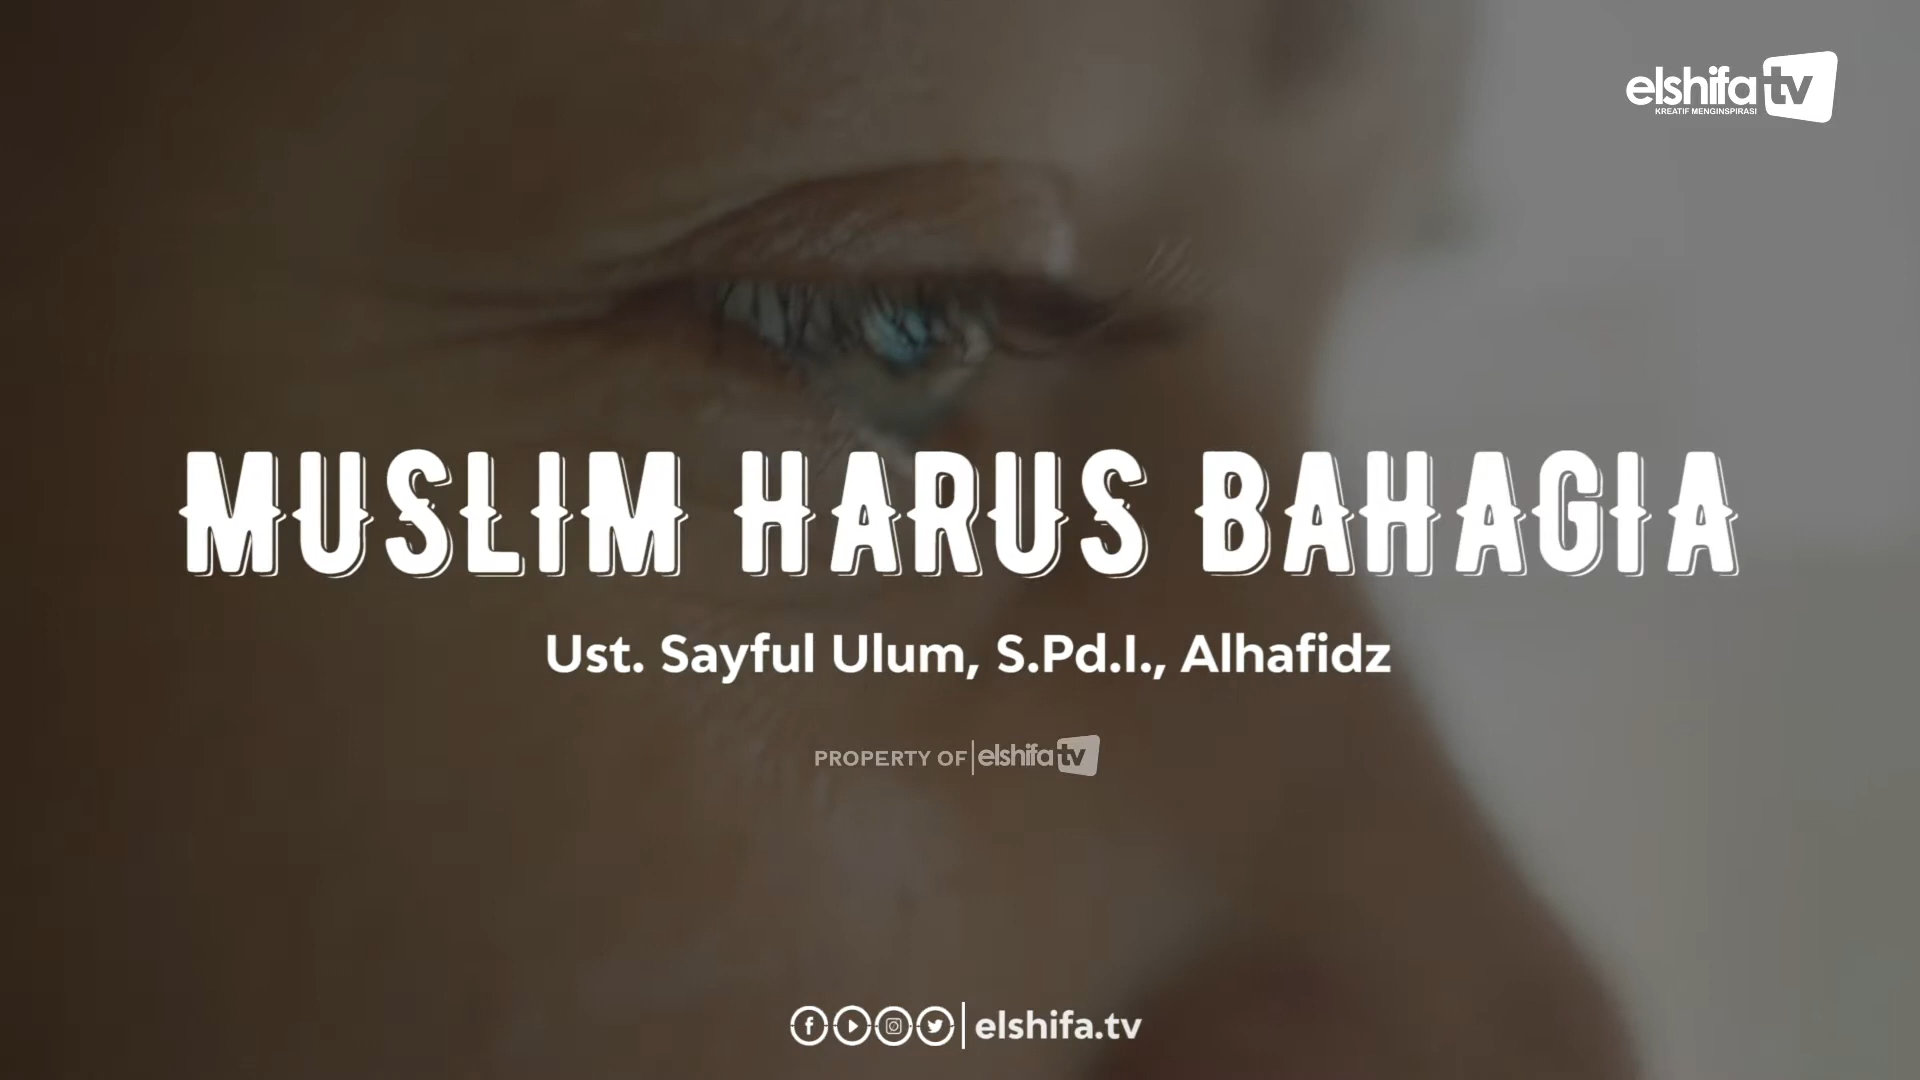 elshifa tv
KREATIF MENGINSPIRASI
MUSLIM HARUS BAHAGIA
Ust. Sayful Ulum, S.Pd.I., Alhafidz
PROPERTY OF elshifa tv
elshifa.tv